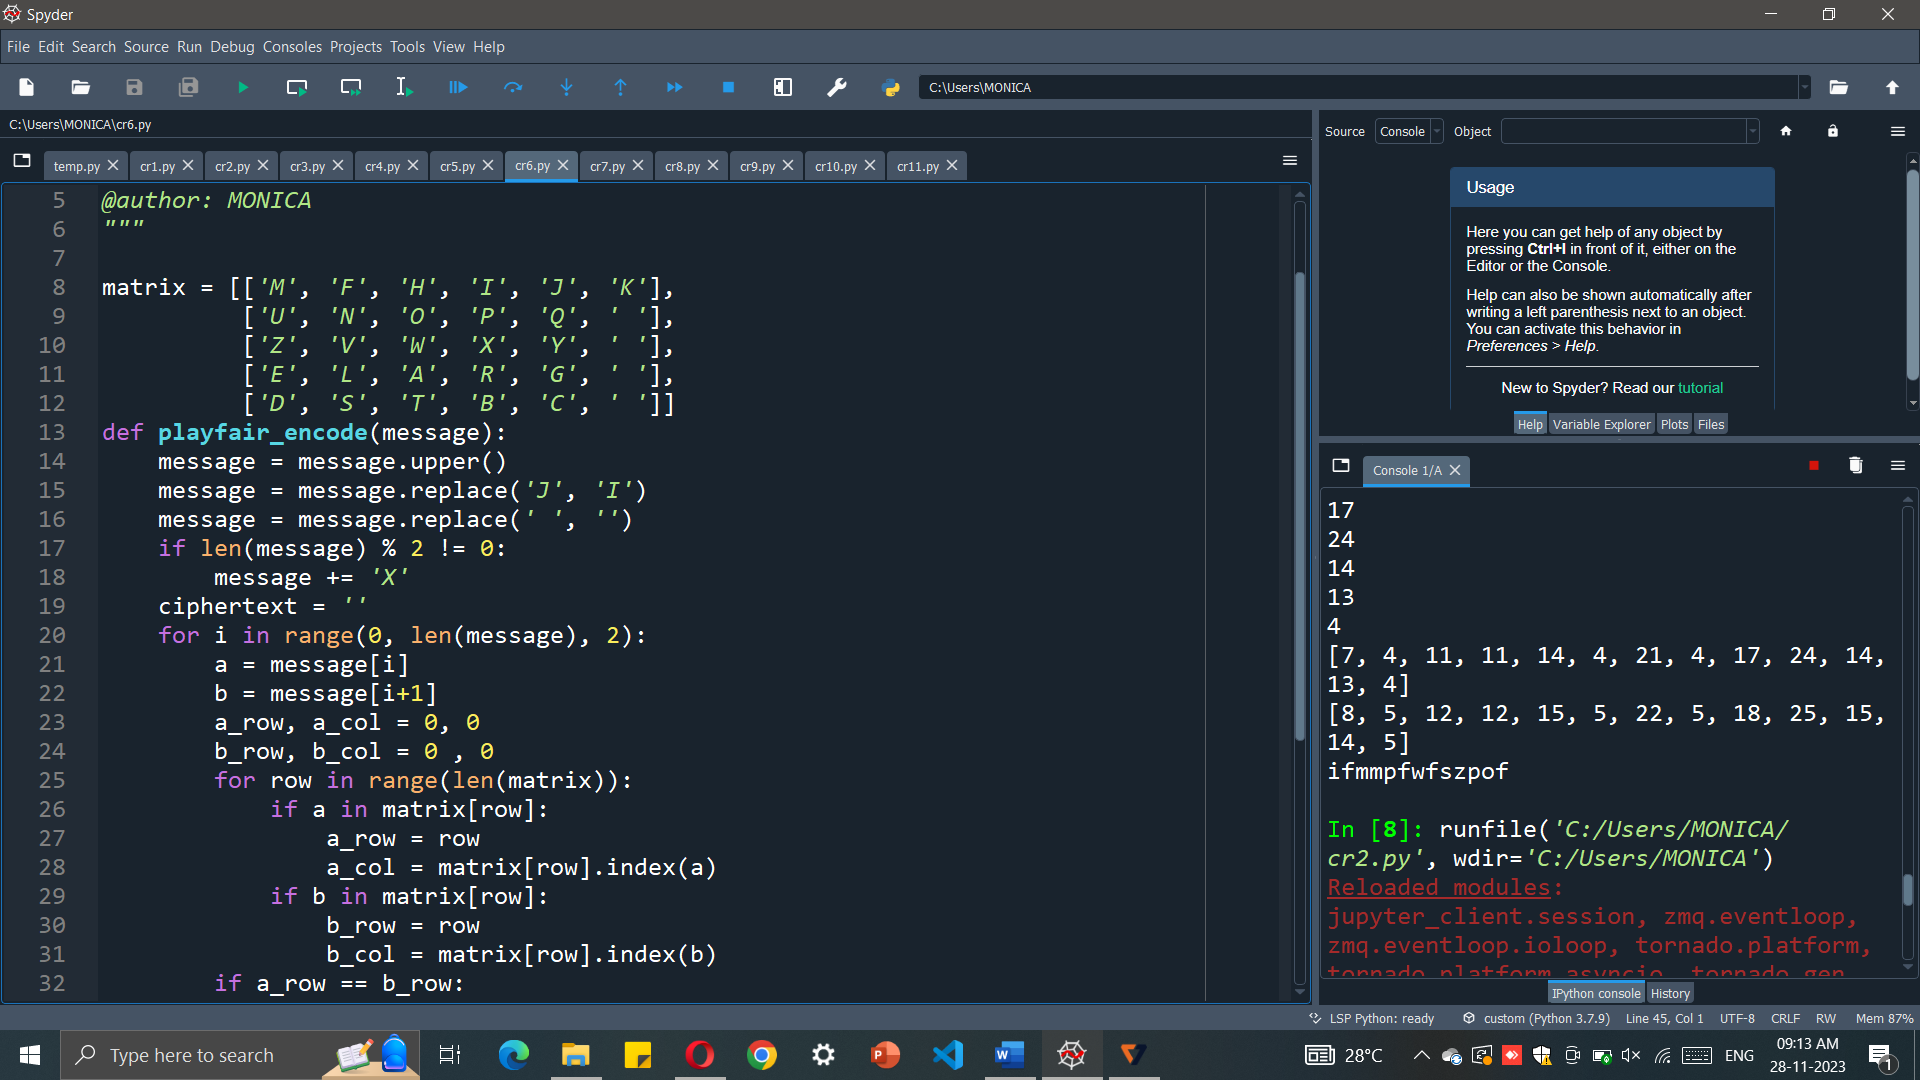 Spyder
File Edit Search Source Run Debug Consoles Projects Tools View Help
C:\Users\MONICA
C:\Users\MONICA\cr6.py
temp.py cr1.py cr2.py cr3.py cr4.py cr5.py cr6.py cr7.py cr8.py cr9.py cr10.py cr11.py
5 @author: MONICA
6 """
7
8 matrix = [['M', 'F', 'H', 'I', 'J', 'K'],
9 ['U', 'N', 'O', 'P', 'Q', ' '],
10 ['Z', 'V', 'W', 'X', 'Y', ' '],
11 ['E', 'L', 'A', 'R', 'G', ' '],
12 ['D', 'S', 'T', 'B', 'C', ' ']]
13 def playfair_encode(message):
14 message = message.upper()
15 message = message.replace('J', 'I')
16 message = message.replace(' ', '')
17 if len(message) % 2 != 0:
18 message += 'X'
19 ciphertext = ''
20 for i in range(0, len(message), 2):
21 a = message[i]
22 b = message[i+1]
23 a_row, a_col = 0, 0
24 b_row, b_col = 0 , 0
25 for row in range(len(matrix)):
26 if a in matrix[row]:
27 a_row = row
28 a_col = matrix[row].index(a)
29 if b in matrix[row]:
30 b_row = row
31 b_col = matrix[row].index(b)
32 if a_row == b_row:
Source Console Object
Usage
Here you can get help of any object by
pressing Ctrl+I in front of it, either on the
Editor or the Console.
Help can also be shown automatically after
writing a left parenthesis next to an object.
You can activate this behavior in
Preferences > Help.
New to Spyder? Read our tutorial
Help Variable Explorer Plots Files
Console 1/A
17
24
14
13
4
[7, 4, 11, 11, 14, 4, 21, 4, 17, 24, 14,
13, 4]
[8, 5, 12, 12, 15, 5, 22, 5, 18, 25, 15,
14, 5]
ifmmpfwfszpof
In [8]: runfile('C:/Users/MONICA/
cr2.py', wdir='C:/Users/MONICA')
Reloaded modules:
jupyter_client.session, zmq.eventloop,
zmq.eventloop.ioloop, tornado.platform,
tornado.platform.asyncio, tornado.gen,
IPython console History
LSP Python: ready custom (Python 3.7.9) Line 45, Col 1 UTF-8 CRLF RW Mem 87%
Type here to search
28°C
ENG
09:13 AM
28-11-2023
1